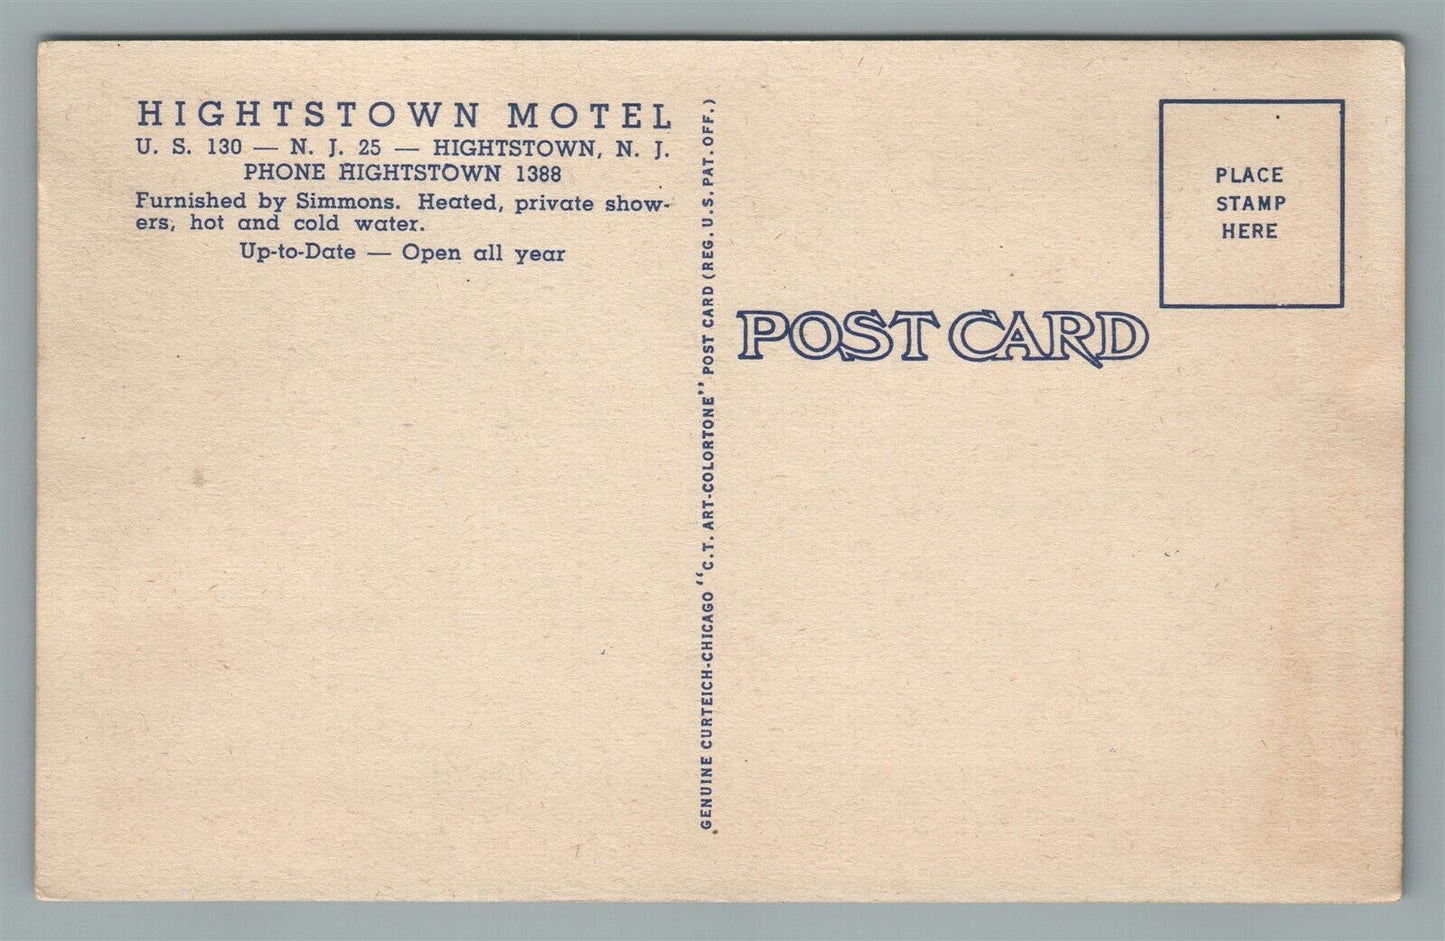 HIGHTSTOWN MOTEL
U. S. 130 — N. J. 25 — HIGHTSTOWN, N. J.
PHONE HIGHTSTOWN 1388
Furnished by Simmons. Heated, private show-
ers, hot and cold water.
Up-to-Date — Open all year
GENUINE CURTEICH-CHICAGO "C.T. ART-COLORTONE" POST CARD (REG. U.S. PAT. OFF.)
POST CARD
PLACE
STAMP
HERE